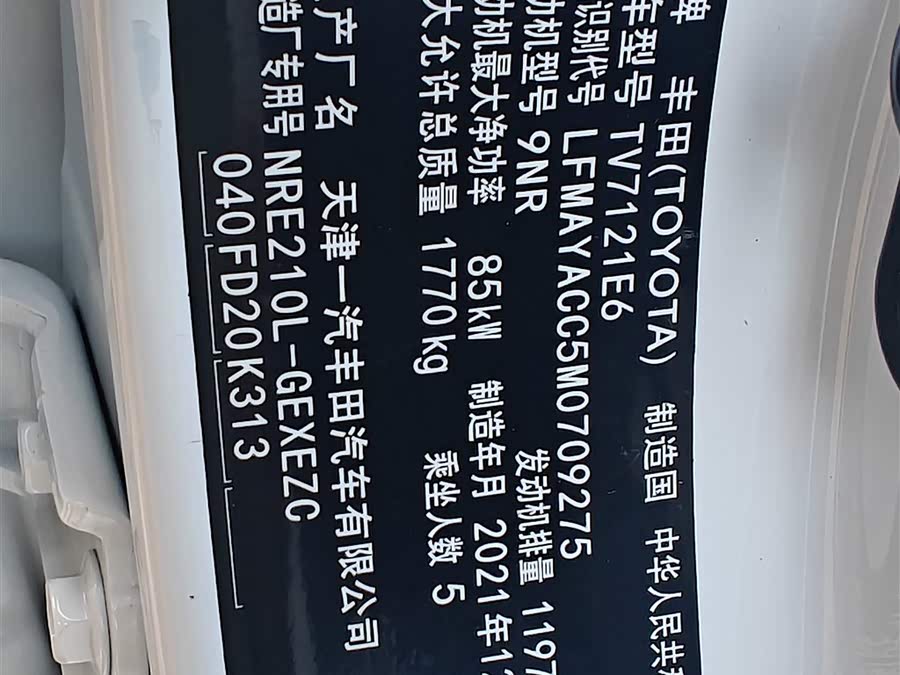 牌 丰田(TOYOTA) 制造国 中华人民共和
车型号 TV7121E6
识别代号 LFMAYACC5M0709275
动机型号 9NR 发动机排量 1197
动机最大净功率 85kW 制造年月 2021年12
大允许总质量 1770kg 乘坐人数 5
产厂名 天津一汽丰田汽车有限公司
造厂专用号 NRE210L-GEXEZC
040FD20K313